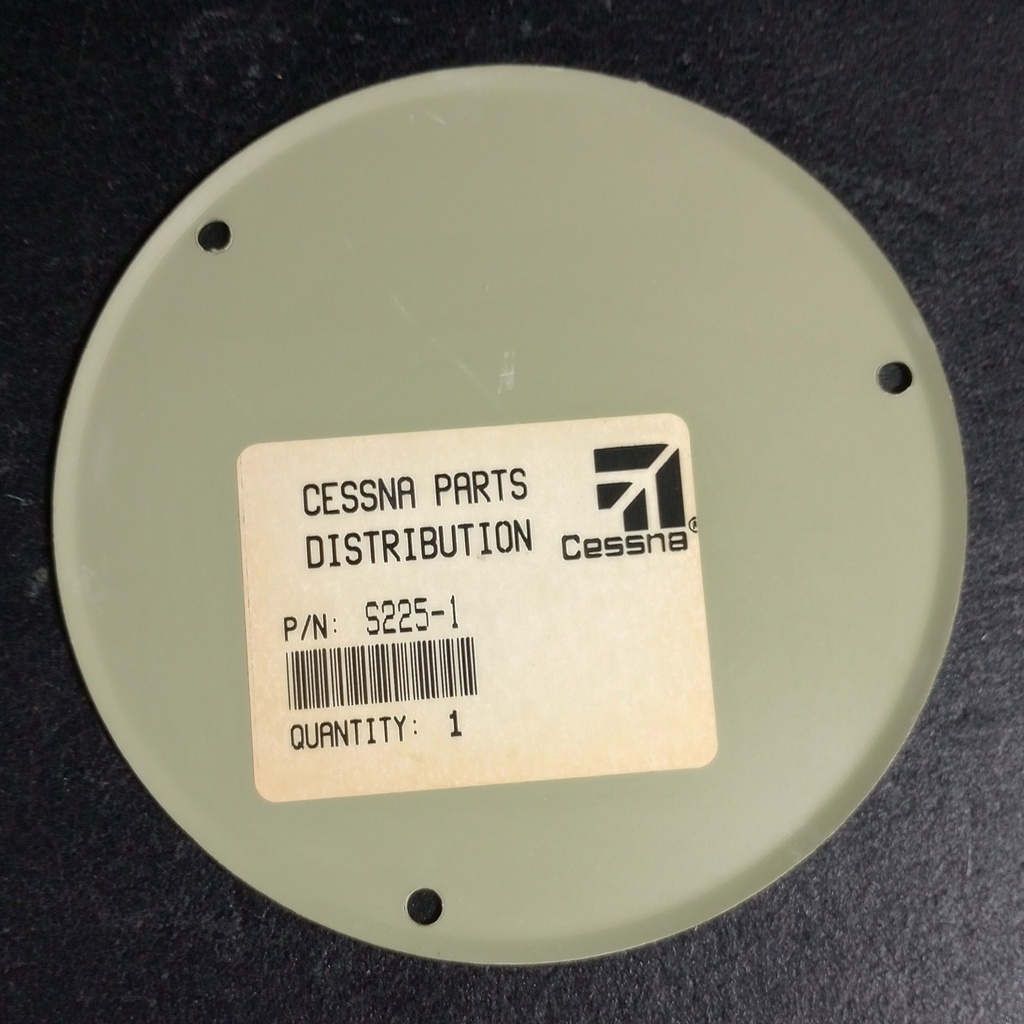 CESSNA PARTS
DISTRIBUTION
Cessna®
P/N: S225-1
QUANTITY: 1